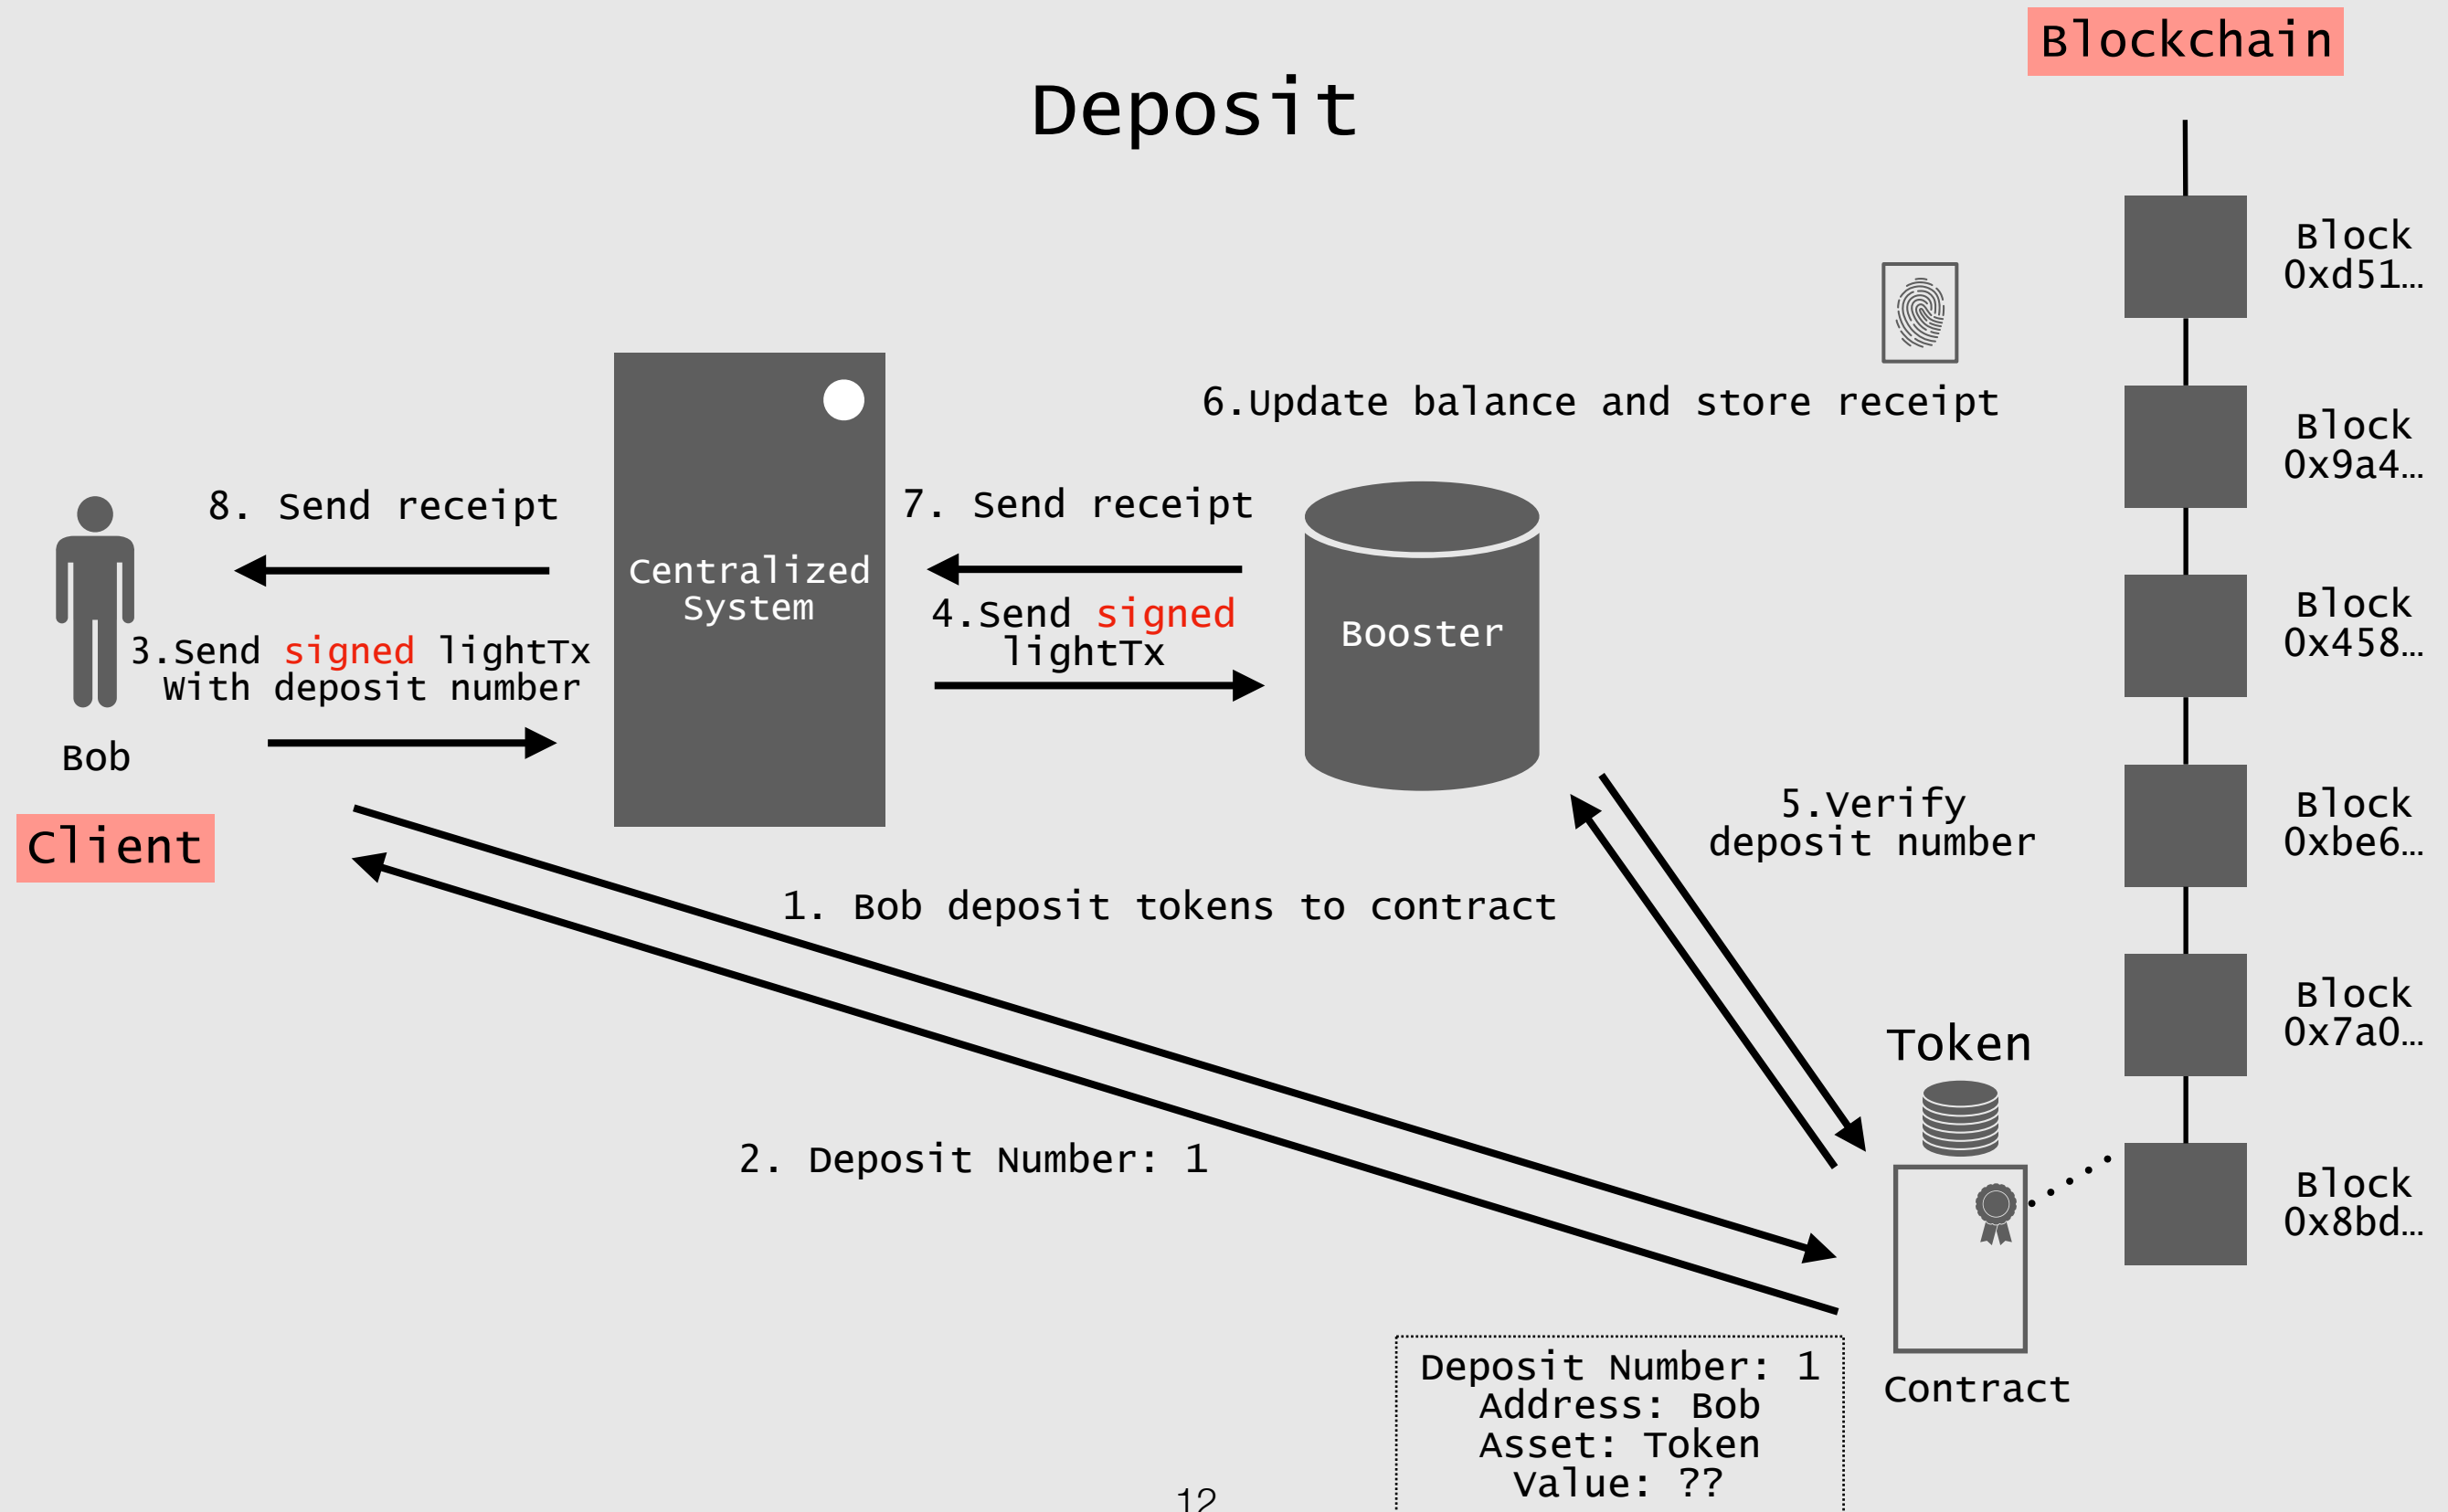 Blockchain
Deposit
Block
0xd51…
6.Update balance and store receipt
Block
0x9a4…
8. Send receipt
7. Send receipt
Centralized
System
4.Send signed
lightTx
Booster
Block
0x458…
3.Send signed lightTx
With deposit number
Bob
Client
5.Verify
deposit number
Block
0xbe6…
1. Bob deposit tokens to contract
Block
0x7a0…
Token
2. Deposit Number: 1
Block
0x8bd…
Contract
Deposit Number: 1
Address: Bob
Asset: Token
Value: ??
12